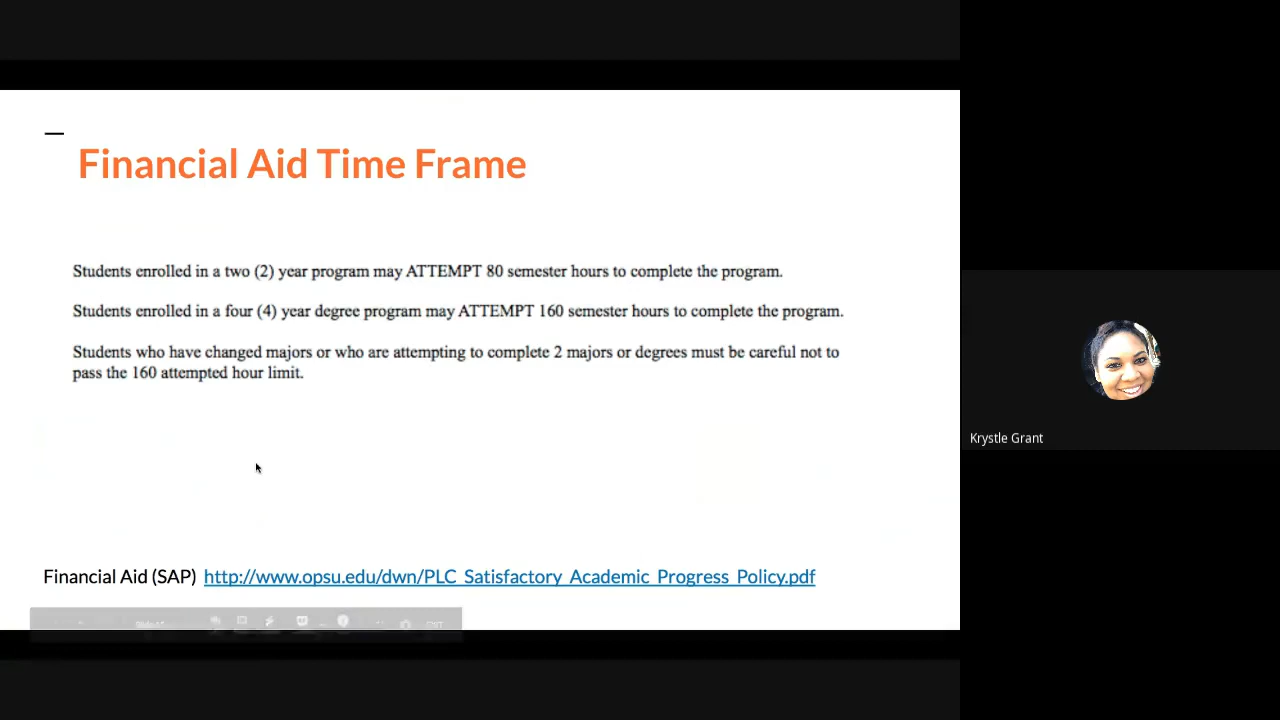 Financial Aid Time Frame
Students enrolled in a two (2) year program may ATTEMPT 80 semester hours to complete the program.
Students enrolled in a four (4) year degree program may ATTEMPT 160 semester hours to complete the program.
Students who have changed majors or who are attempting to complete 2 majors or degrees must be careful not to
pass the 160 attempted hour limit.
Krystle Grant
Financial Aid (SAP) http://www.opsu.edu/dwn/PLC_Satisfactory_Academic_Progress_Policy.pdf